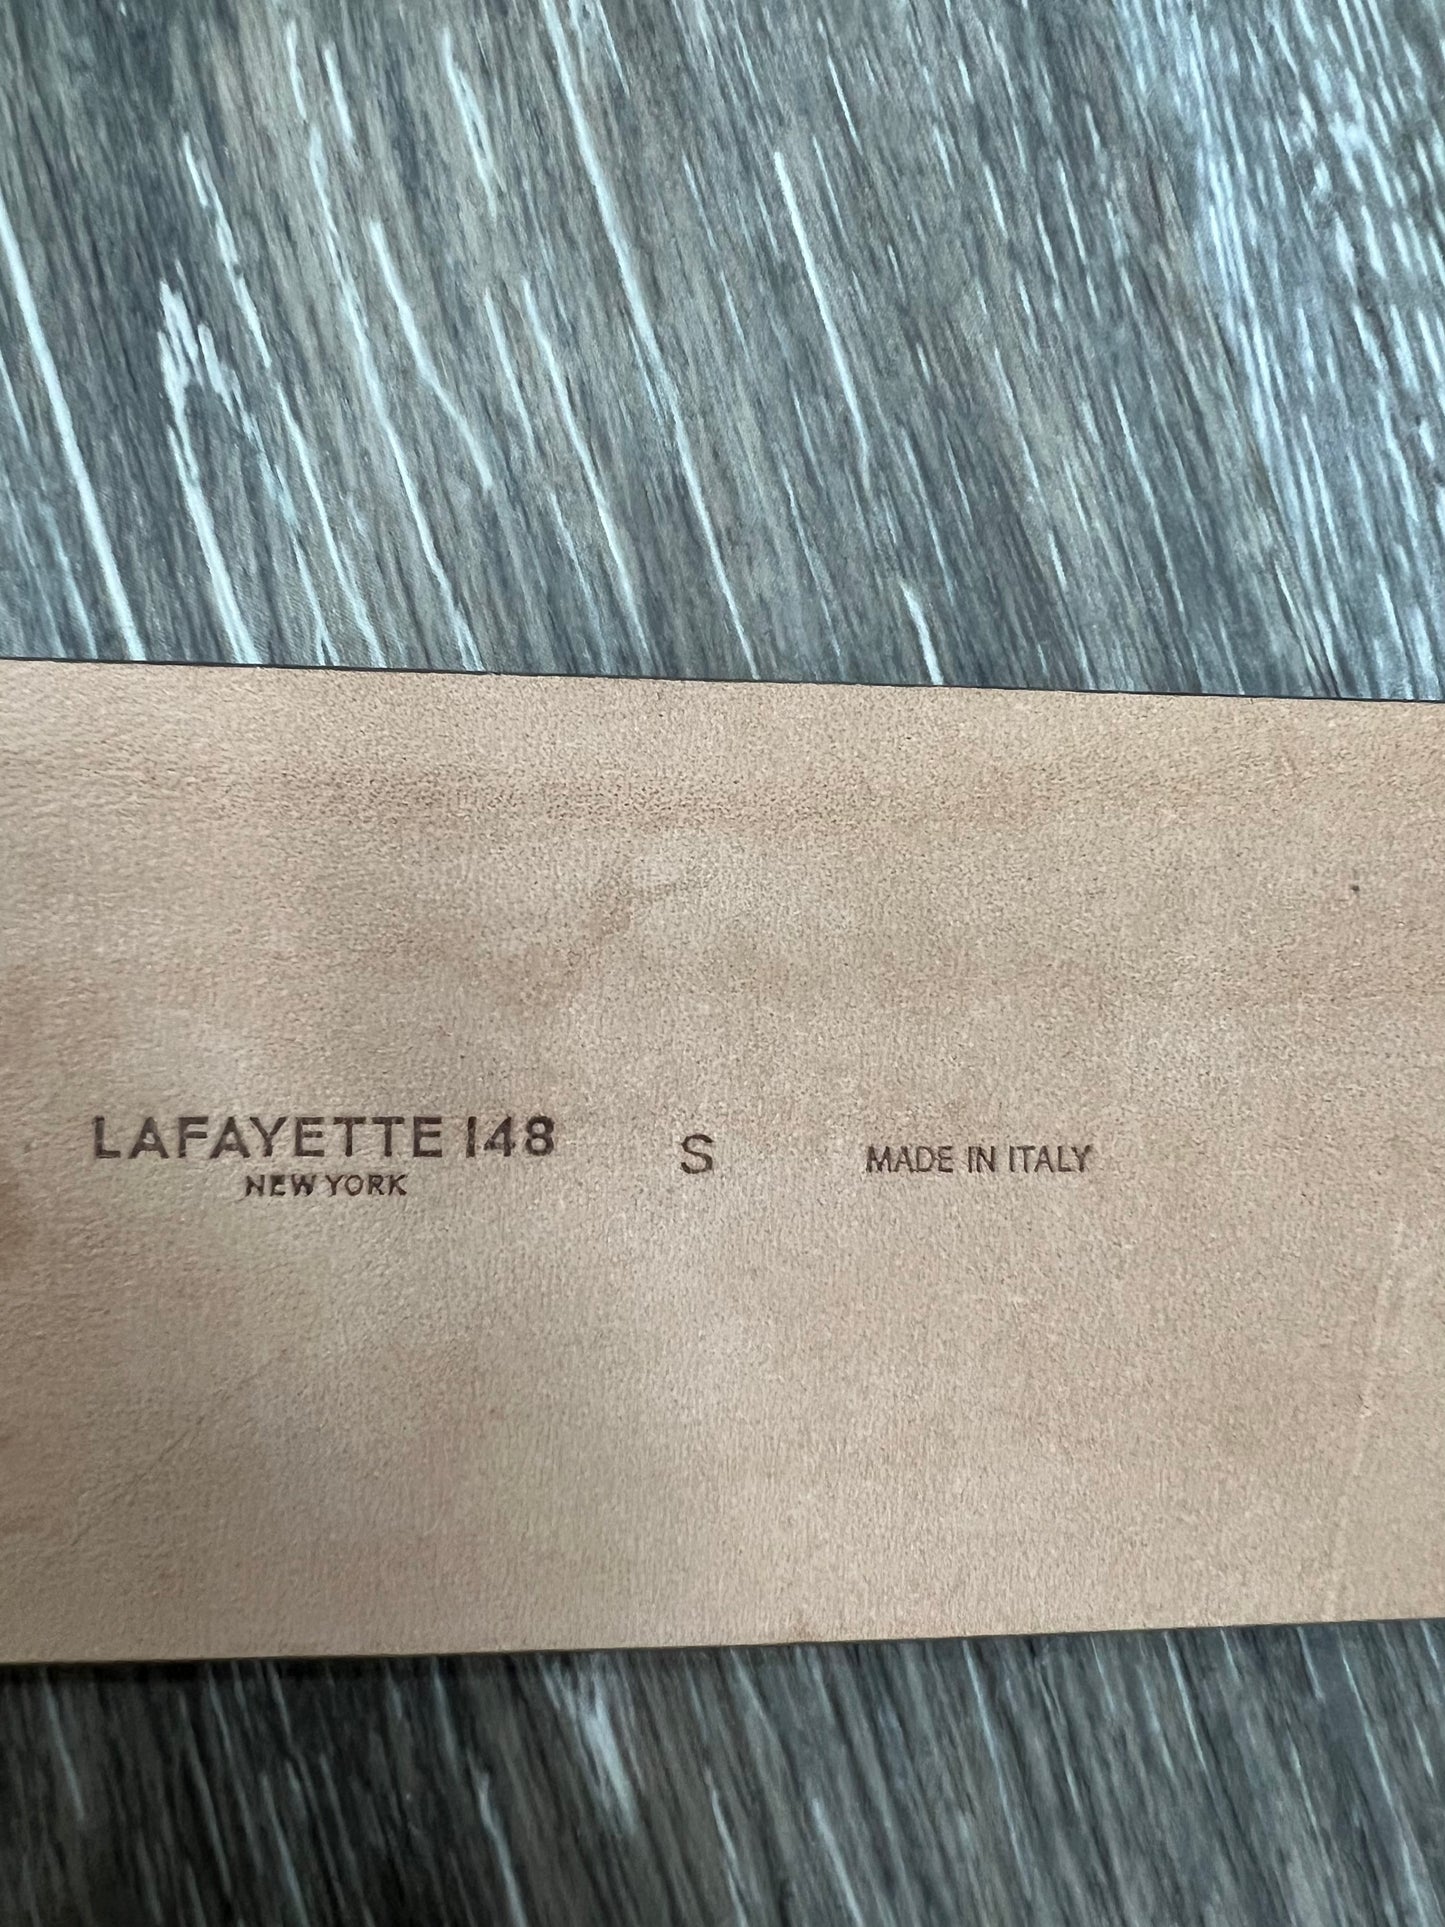 LAFAYETTE 148
NEW YORK
S
MADE IN ITALY